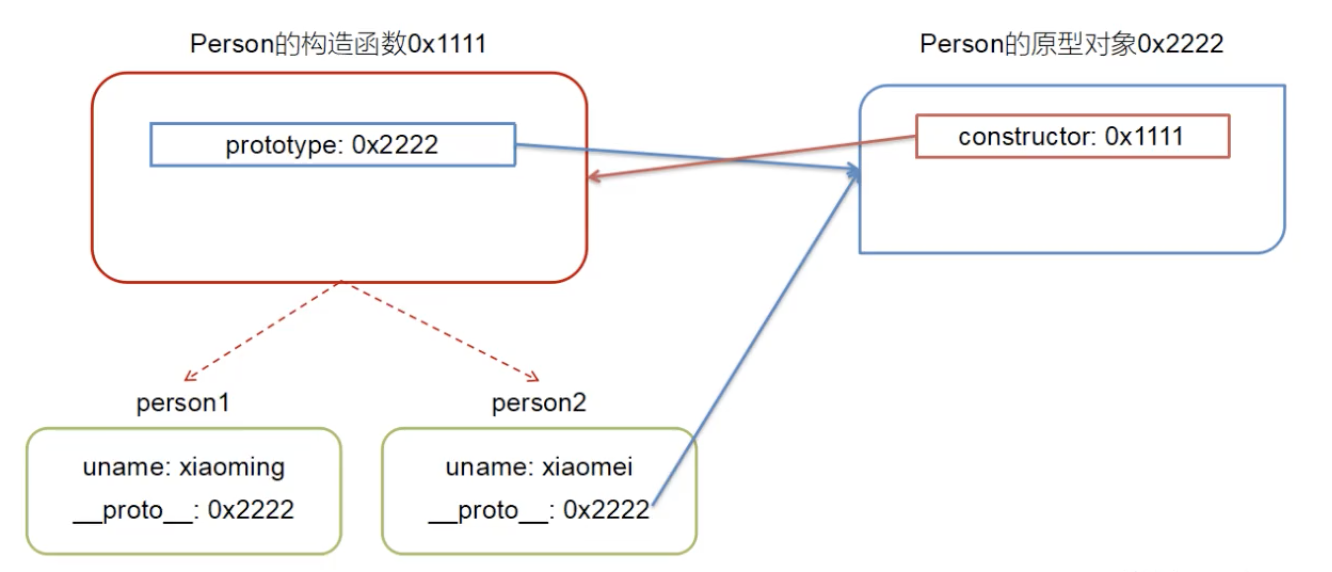 Person的构造函数0x1111
Person的原型对象0x2222
prototype: 0x2222
constructor: 0x1111
person1
person2
uname: xiaoming
__proto__: 0x2222
uname: xiaomei
__proto__: 0x2222